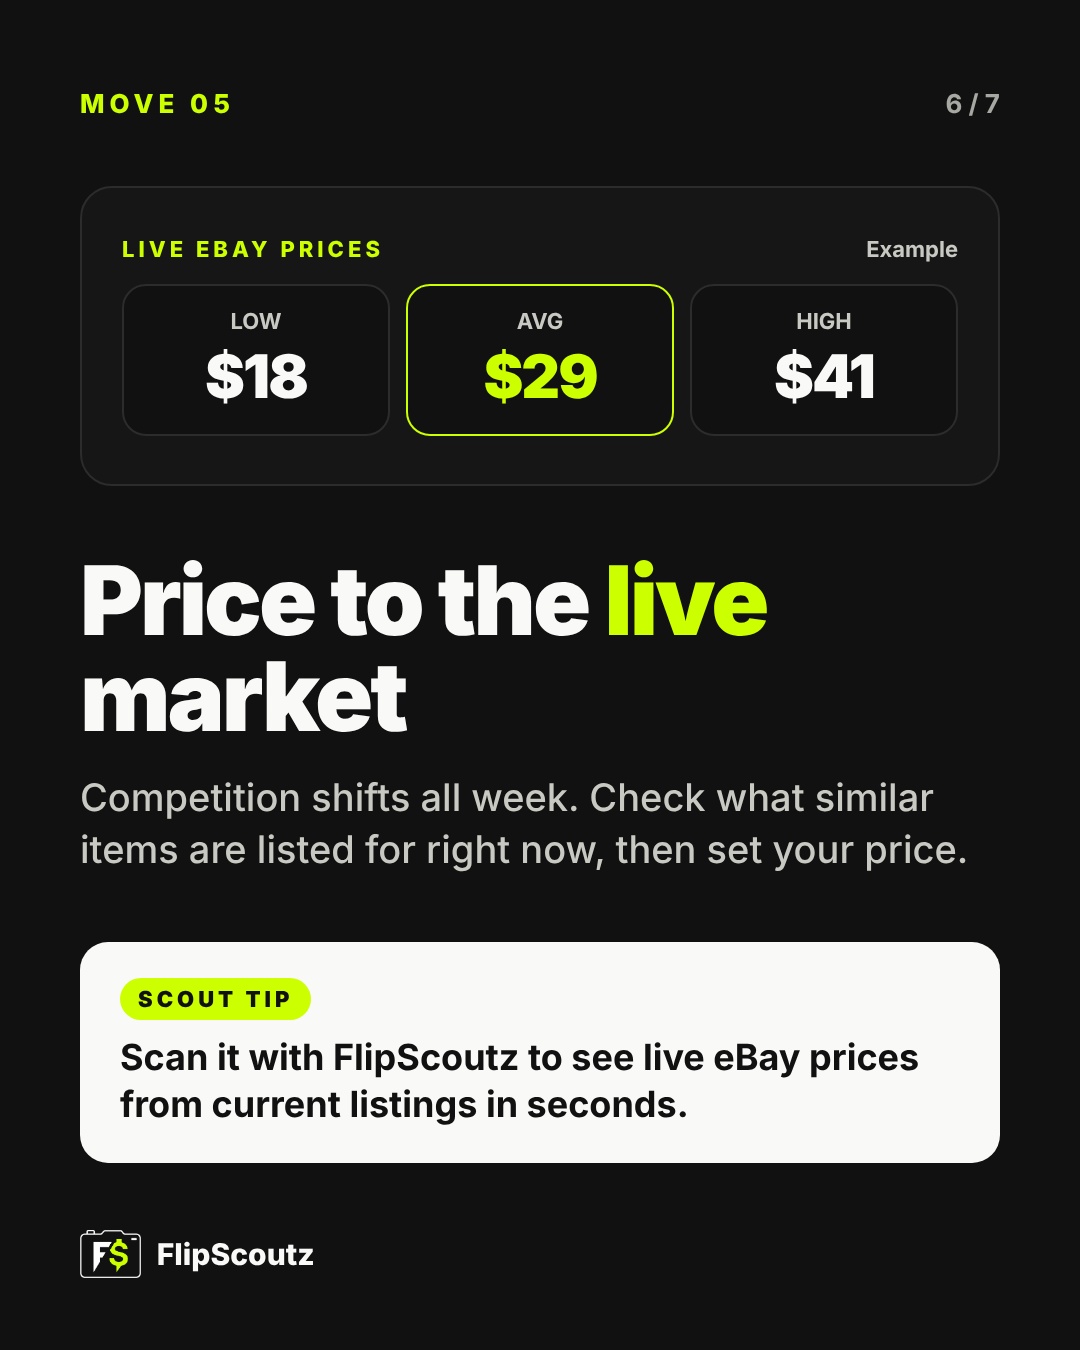 MOVE 05
6 / 7
LIVE EBAY PRICES
Example
LOW
$18
AVG
$29
HIGH
$41
Price to the live
market
Competition shifts all week. Check what similar
items are listed for right now, then set your price.
SCOUT TIP
Scan it with FlipScoutz to see live eBay prices
from current listings in seconds.
F$
FlipScoutz